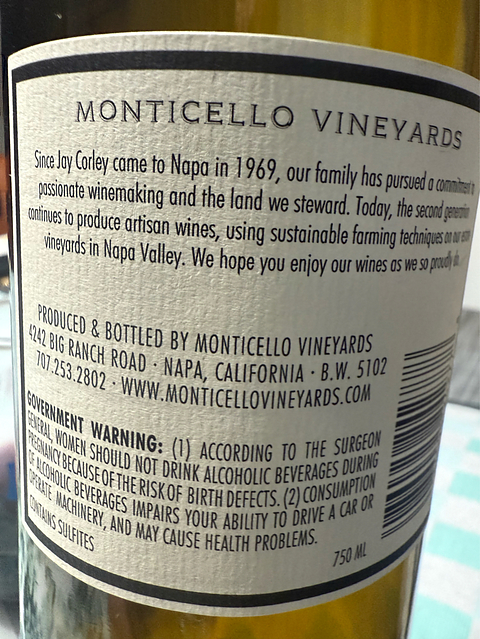 MONTICELLO VINEYARDS
Since Jay Corley came to Napa in 1969, our family has pursued a commitment
passionate winemaking and the land we steward. Today, the second generation
continues to produce artisan wines, using sustainable farming techniques on our
vineyards in Napa Valley. We hope you enjoy our wines as we so proudly
PRODUCED & BOTTLED BY MONTICELLO VINEYARDS
4242 BIG RANCH ROAD · NAPA, CALIFORNIA · B.W. 5102
707.253.2802 · WWW.MONTICELLOVINEYARDS.COM
GOVERNMENT WARNING: (1) ACCORDING TO THE SURGEON
GENERAL, WOMEN SHOULD NOT DRINK ALCOHOLIC BEVERAGES DURING
PREGNANCY BECAUSE OF THE RISK OF BIRTH DEFECTS. (2) CONSUMPTION
OF ALCOHOLIC BEVERAGES IMPAIRS YOUR ABILITY TO DRIVE A CAR OR
OPERATE MACHINERY, AND MAY CAUSE HEALTH PROBLEMS.
CONTAINS SULFITES
750 ML